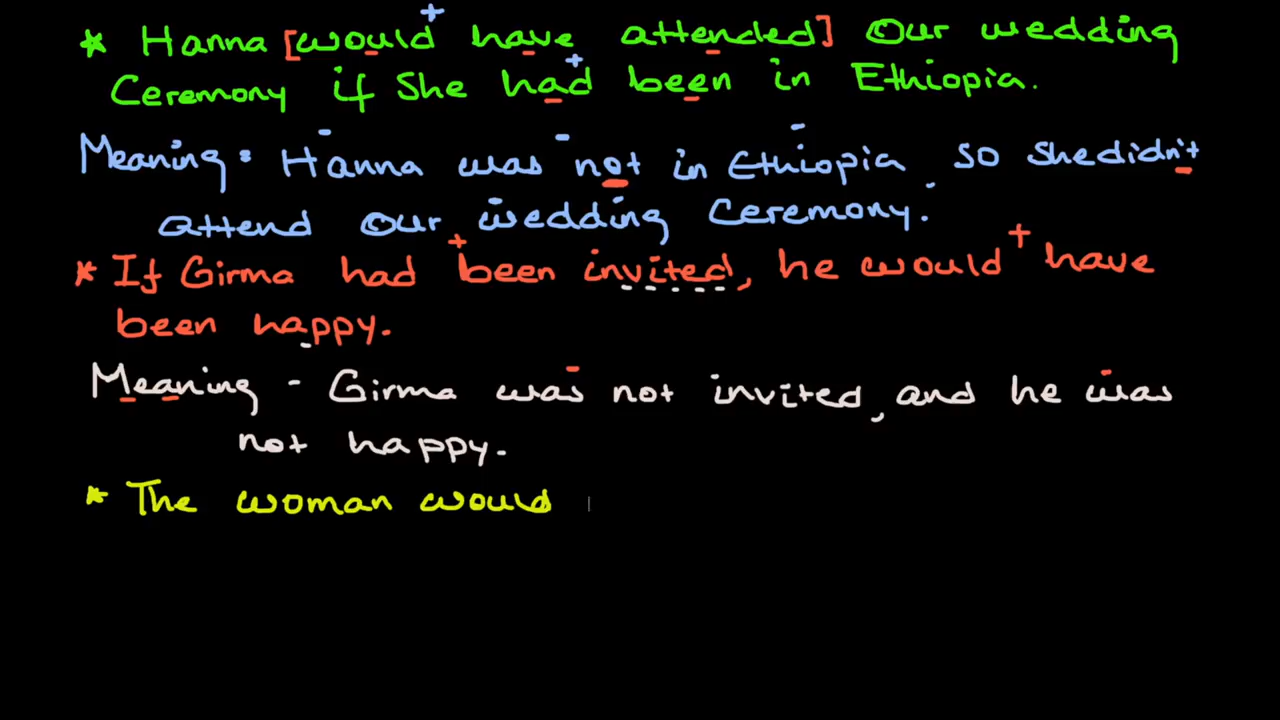 * Hanna [would have attended] Our wedding
Ceremony if She had been in Ethiopia.
Meaning: Hanna was not in Ethiopia so She didn't
attend Our wedding Ceremony.
* If Girma had been invited, he would have
been happy.
Meaning - Girma was not invited, and he was
not happy.
* The woman would